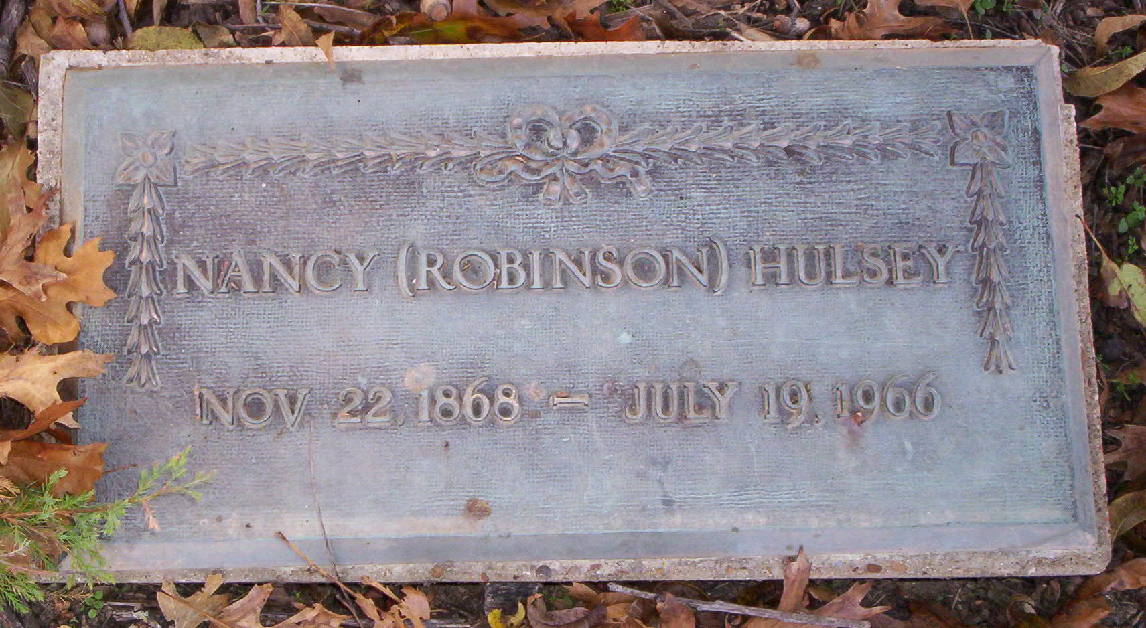 NANCY (ROBINSON) HULSEY
NOV 22, 1868 - JULY 19, 1966